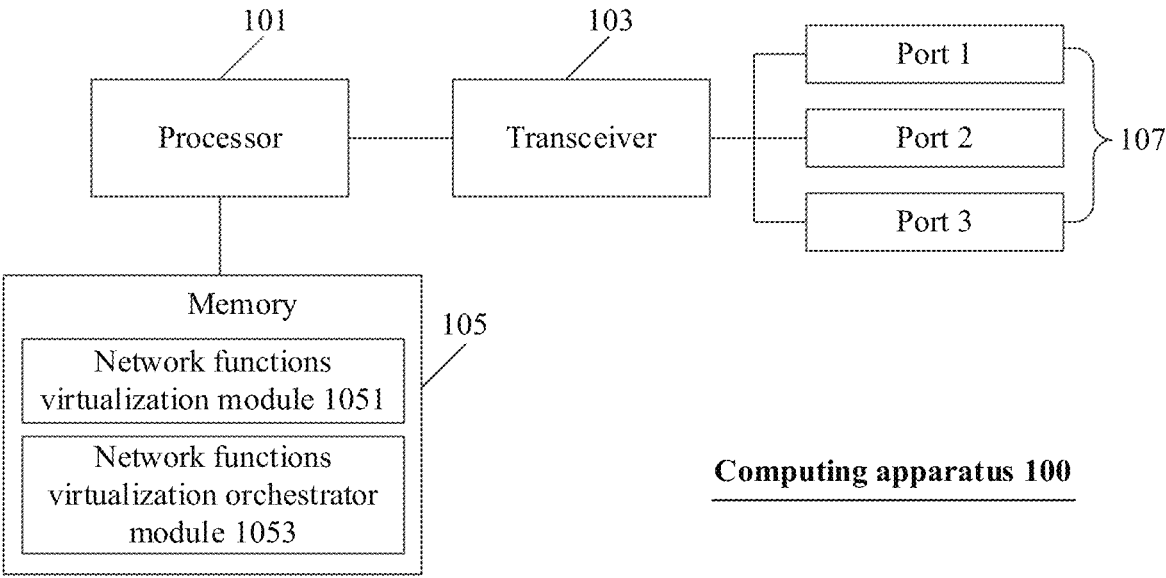 101
103
Processor
Transceiver
Port 1
Port 2
Port 3
107
Memory
105
Network functions
virtualization module 1051
Network functions
virtualization orchestrator
module 1053
Computing apparatus 100